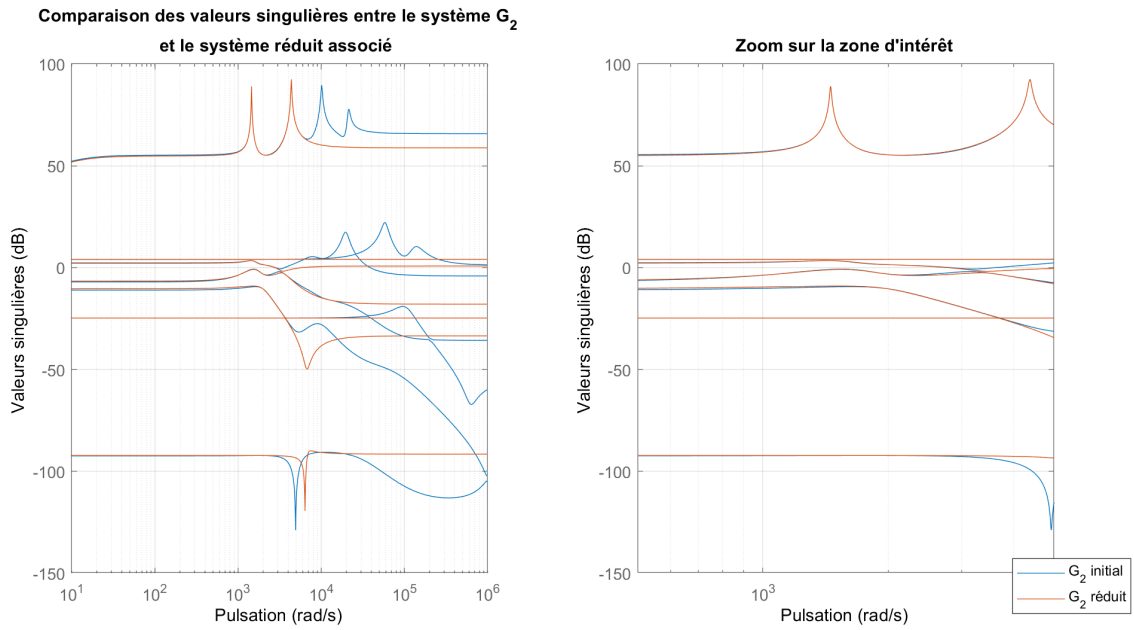 Comparaison des valeurs singulières entre le système G2
et le système réduit associé
Valeurs singulières (dB)
100
50
0
-50
-100
-150
10^1
10^2
10^3
10^4
10^5
10^6
Pulsation (rad/s)
Zoom sur la zone d'intérêt
Valeurs singulières (dB)
100
50
0
-50
-100
-150
10^3
Pulsation (rad/s)
G2 initial
G2 réduit